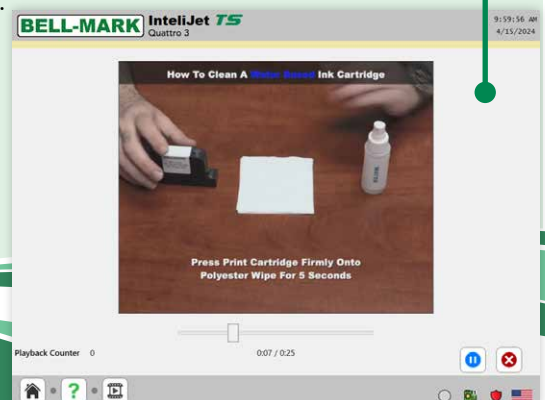 BELL-MARK
InteliJet TS
Quattro 3
9:59:56 AM
4/15/2024
How To Clean A Water Based Ink Cartridge
Press Print Cartridge Firmly Onto
Polyester Wipe For 5 Seconds
Playback Counter 0
0:07 / 0:25
?